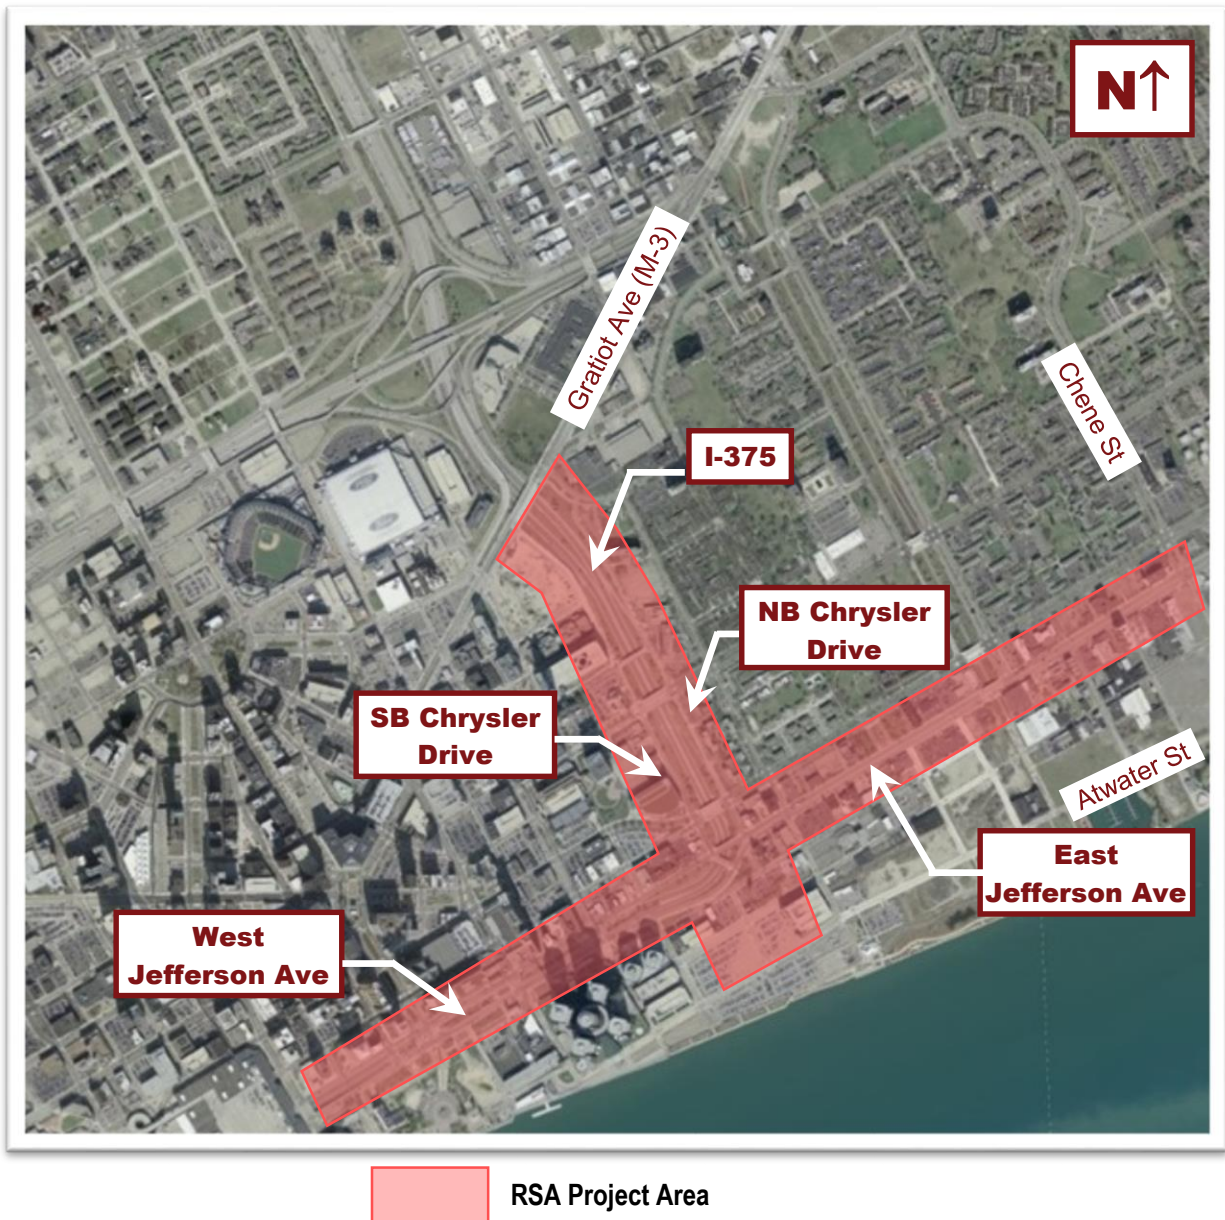 N↑
Gratiot Ave (M-3)
Chene St
I-375
NB Chrysler
Drive
SB Chrysler
Drive
Atwater St
East
Jefferson Ave
West
Jefferson Ave
RSA Project Area